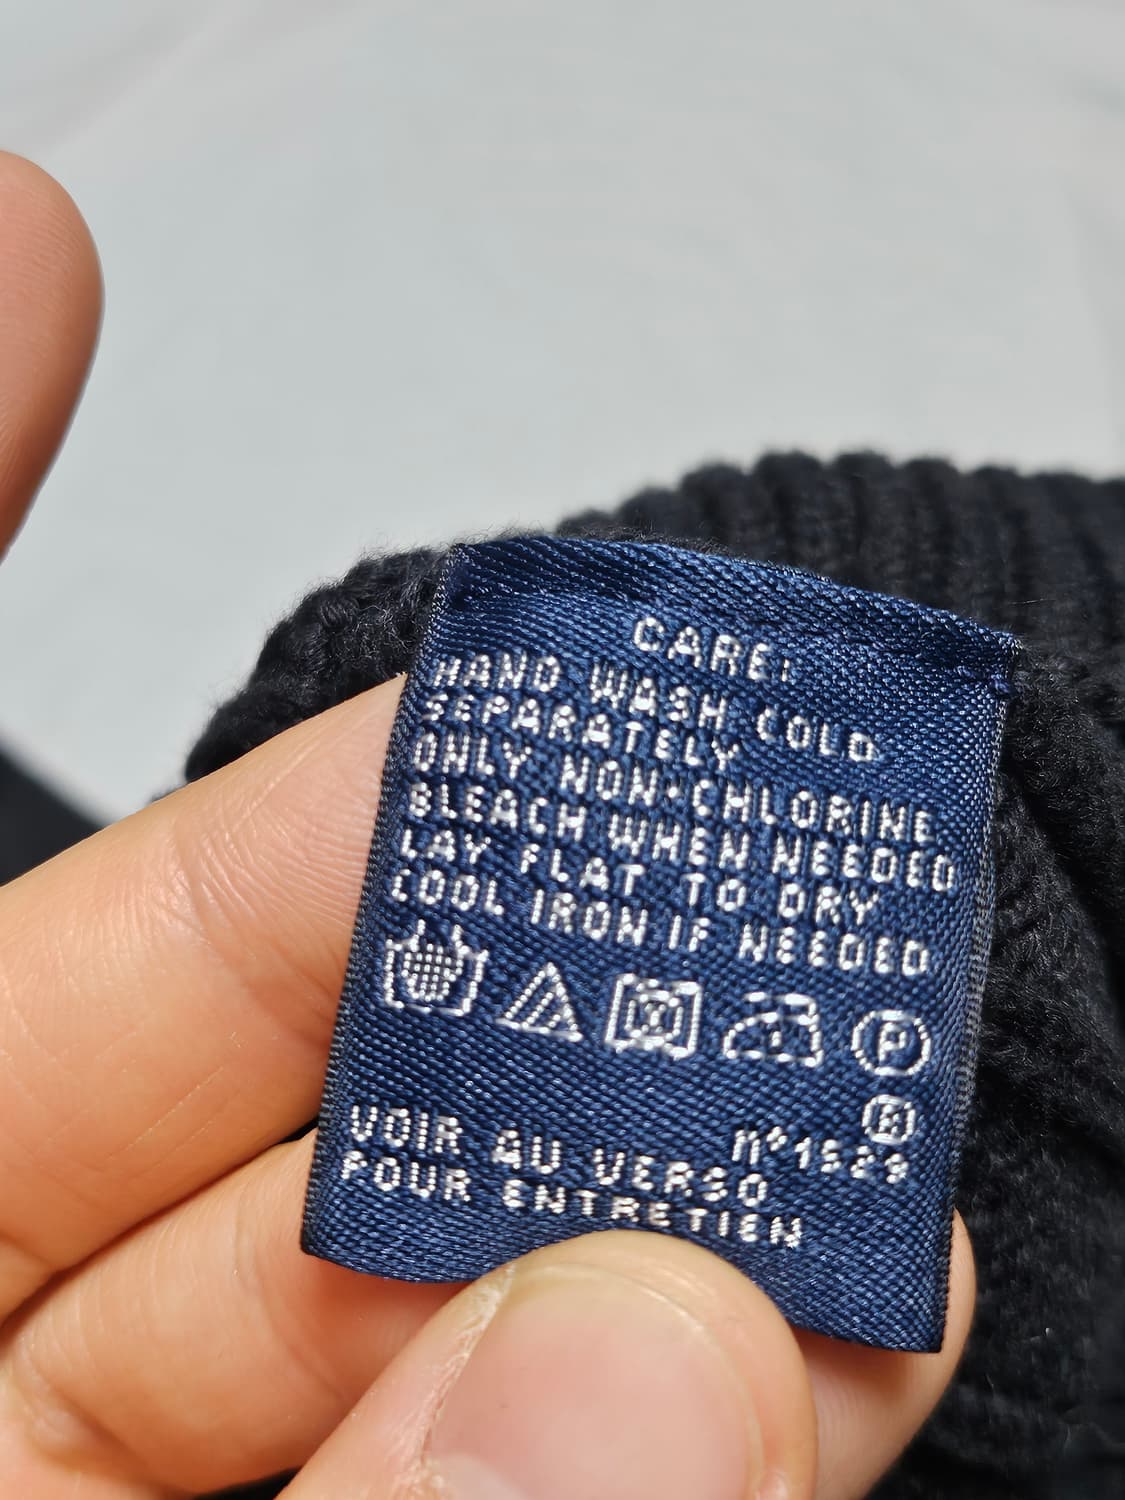 CARE:
HAND WASH COLD
SEPARATELY
ONLY NON-CHLORINE
BLEACH WHEN NEEDED
LAY FLAT TO DRY
COOL IRON IF NEEDED
P
A
nº1529
VOIR AU VERSO
POUR ENTRETIEN